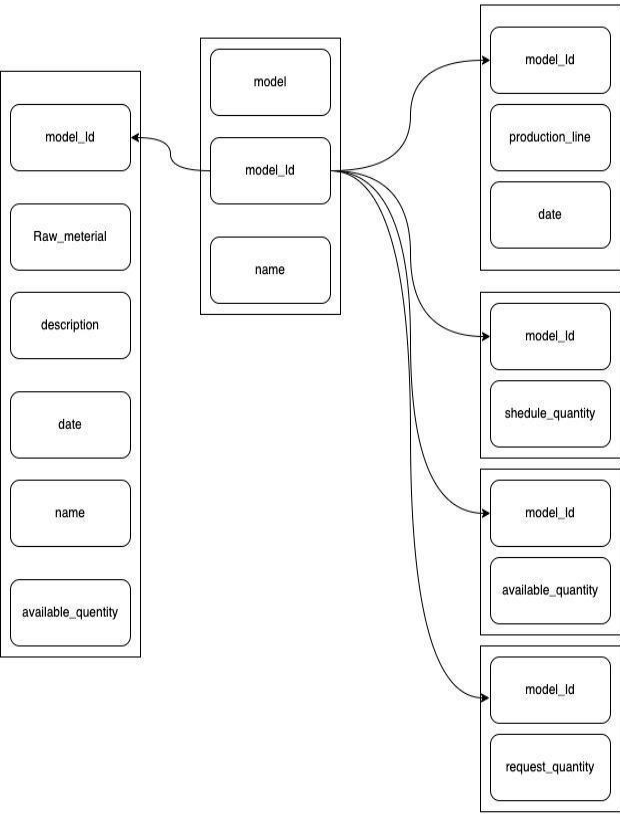 model_Id
Raw_meterial
description
date
name
available_quentity
model
model_Id
name
model_Id
production_line
date
model_Id
shedule_quantity
model_Id
available_quantity
model_Id
request_quantity